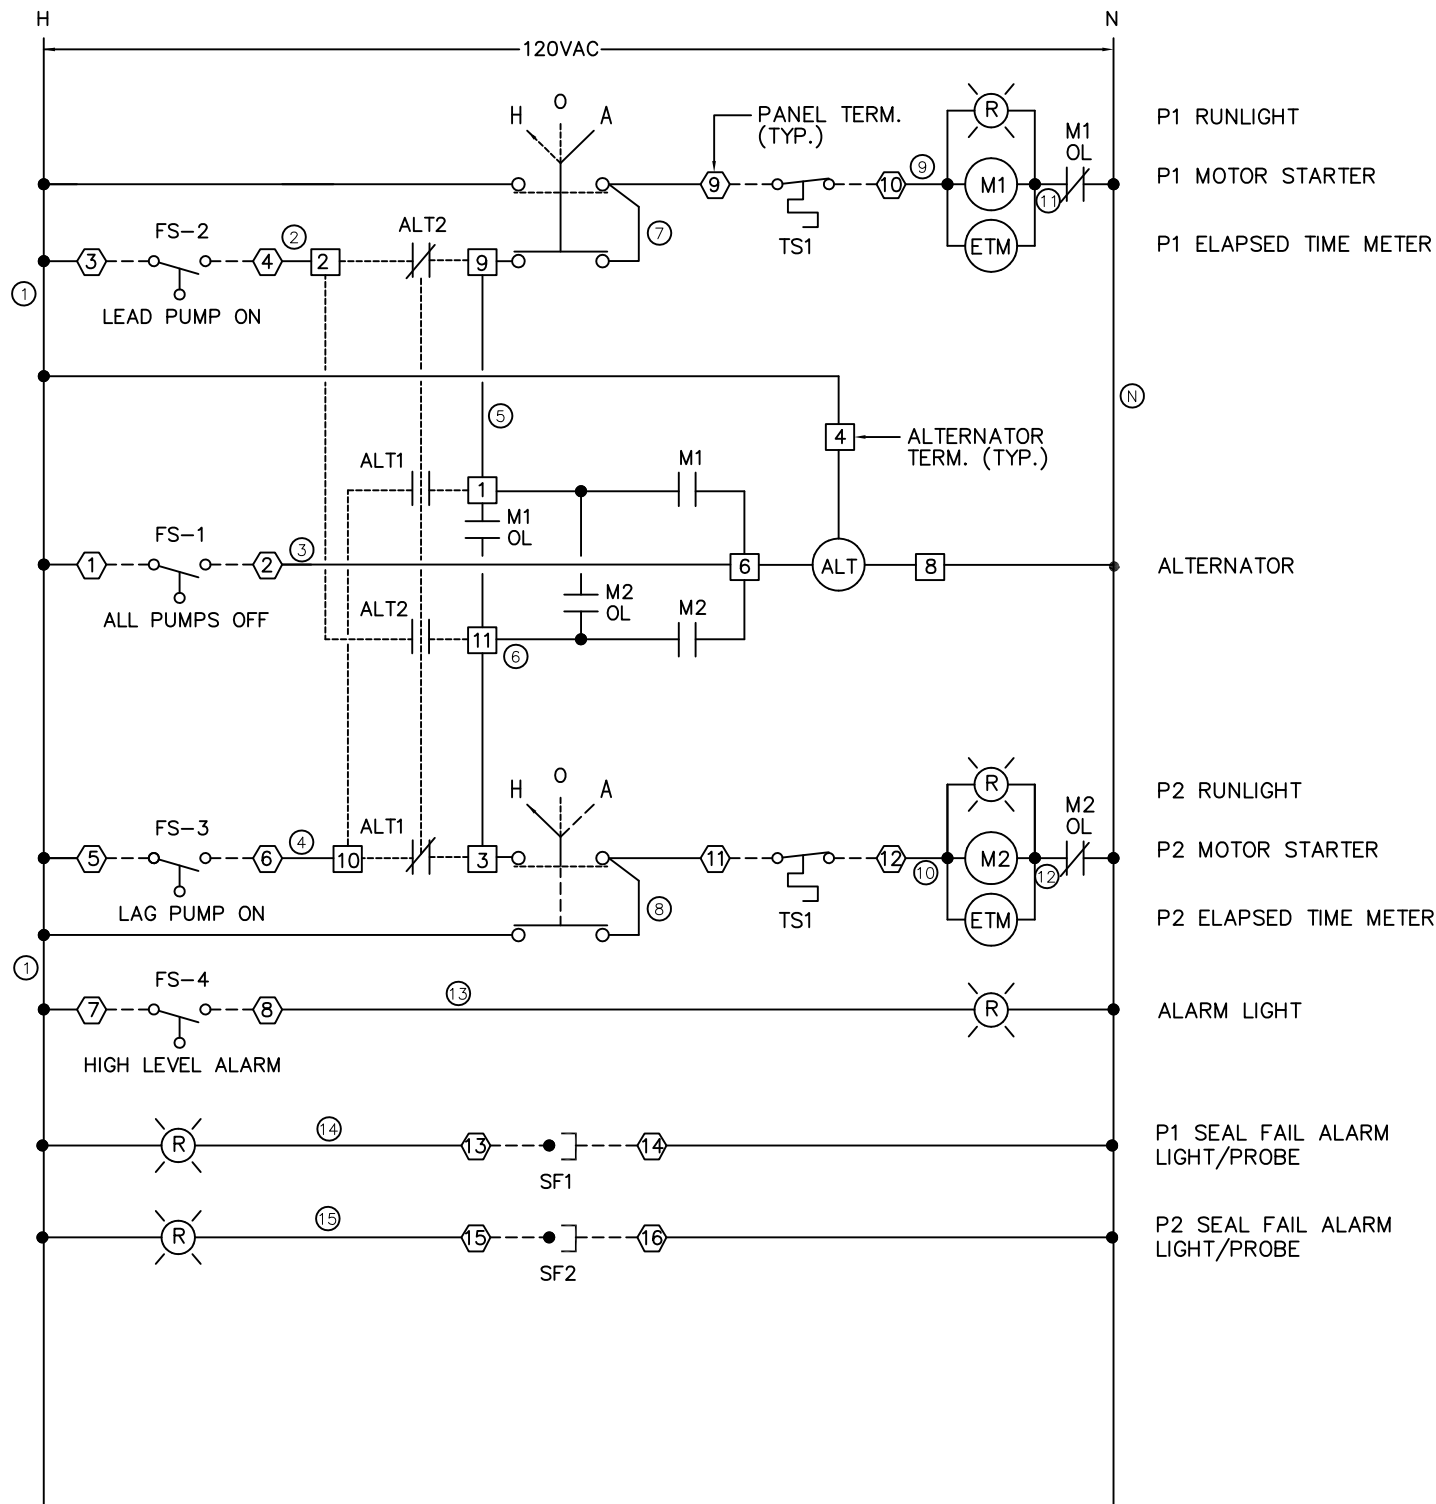 H
N
120VAC
H
O
A
PANEL TERM.
(TYP.)
R
M1
OL
P1 RUNLIGHT
9
10
9
M1
11
P1 MOTOR STARTER
TS1
FS-2
2
ALT2
7
3
4
2
9
ETM
P1 ELAPSED TIME METER
1
LEAD PUMP ON
N
5
4
ALTERNATOR
TERM. (TYP.)
ALT1
M1
1
M1
OL
FS-1
3
1
2
6
ALT
8
ALTERNATOR
ALL PUMPS OFF
ALT2
M2
OL
M2
11
6
H
O
A
R
P2 RUNLIGHT
M2
OL
FS-3
4
ALT1
5
6
10
3
11
12
10
M2
12
P2 MOTOR STARTER
TS1
LAG PUMP ON
8
ETM
P2 ELAPSED TIME METER
1
FS-4
13
7
8
R
ALARM LIGHT
HIGH LEVEL ALARM
R
14
13
14
SF1
P1 SEAL FAIL ALARM
LIGHT/PROBE
R
15
15
16
SF2
P2 SEAL FAIL ALARM
LIGHT/PROBE